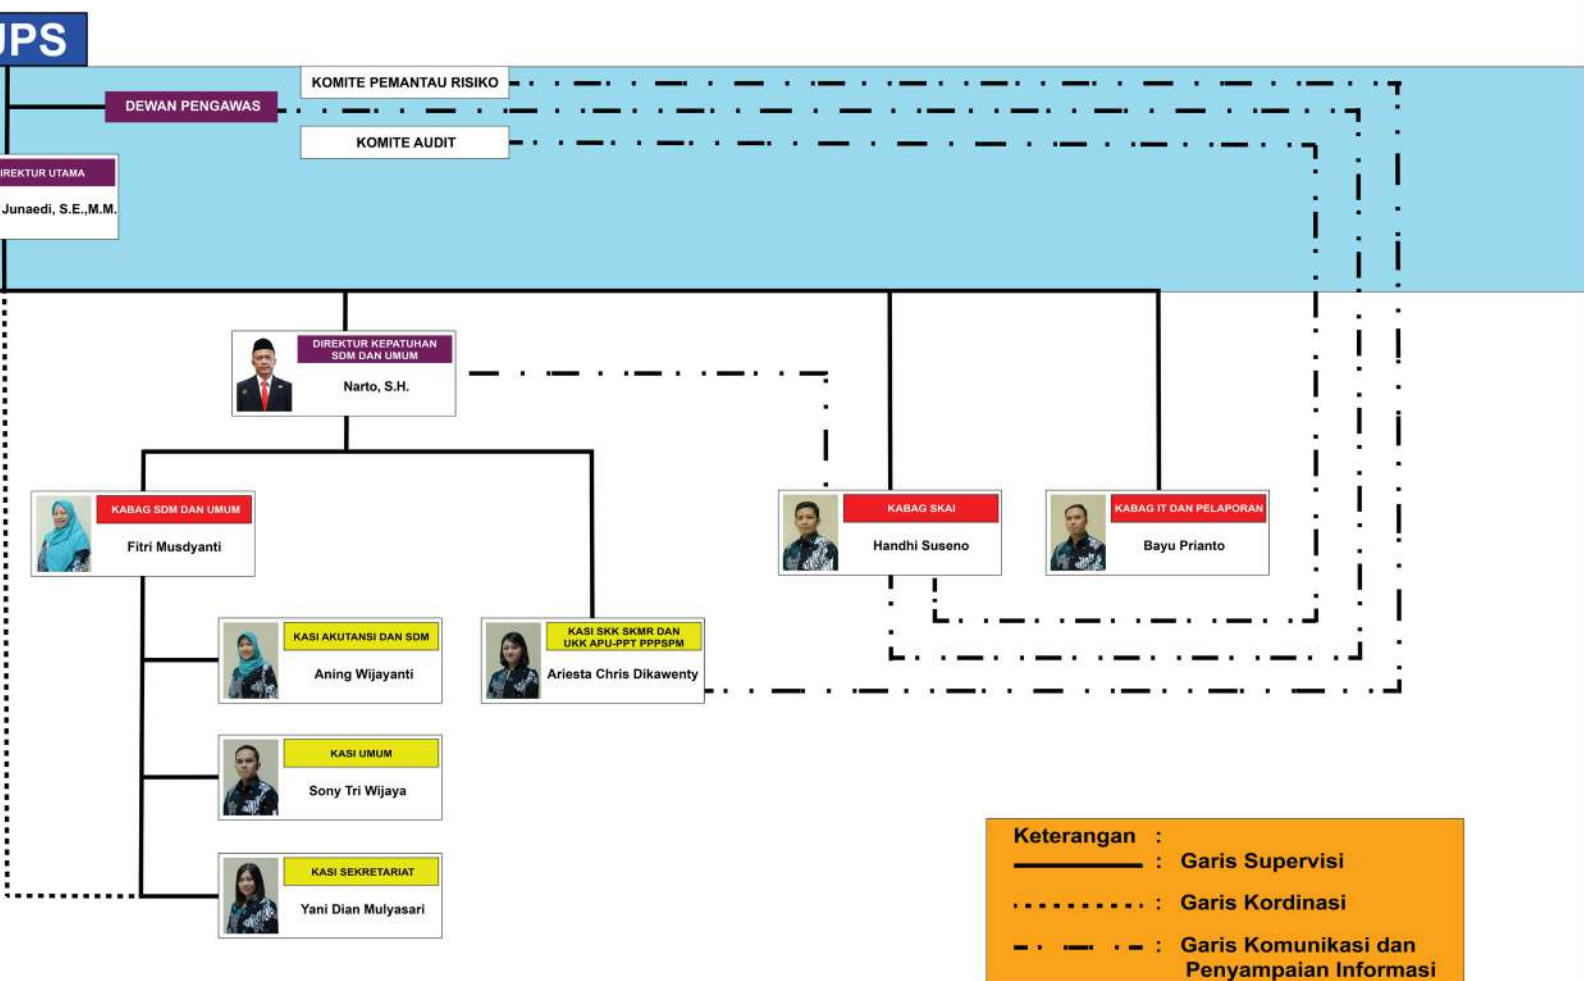 UPS
KOMITE PEMANTAU RISIKO
DEWAN PENGAWAS
KOMITE AUDIT
DIREKTUR UTAMA
Junaedi, S.E.,M.M.
DIREKTUR KEPATUHAN
SDM DAN UMUM
Narto, S.H.
KABAG SDM DAN UMUM
Fitri Musdyanti
KABAG SKAI
Handhi Suseno
KABAG IT DAN PELAPORAN
Bayu Prianto
KASI AKUTANSI DAN SDM
Aning Wijayanti
KASI SKK SKMR DAN
UKK APU-PPT PPPSPM
Ariesta Chris Dikawenty
KASI UMUM
Sony Tri Wijaya
KASI SEKRETARIAT
Yani Dian Mulyasari
Keterangan :
: Garis Supervisi
: Garis Kordinasi
: Garis Komunikasi dan
Penyampaian Informasi